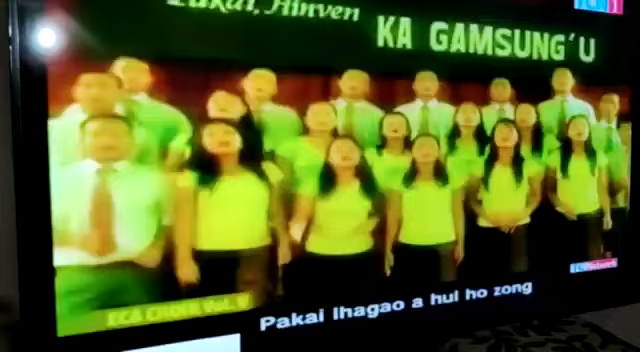 Pakai, Hinven
KA GAMSUNG'U
ECA CHOIR Vol. V
Pakai lhagao a hul ho zong